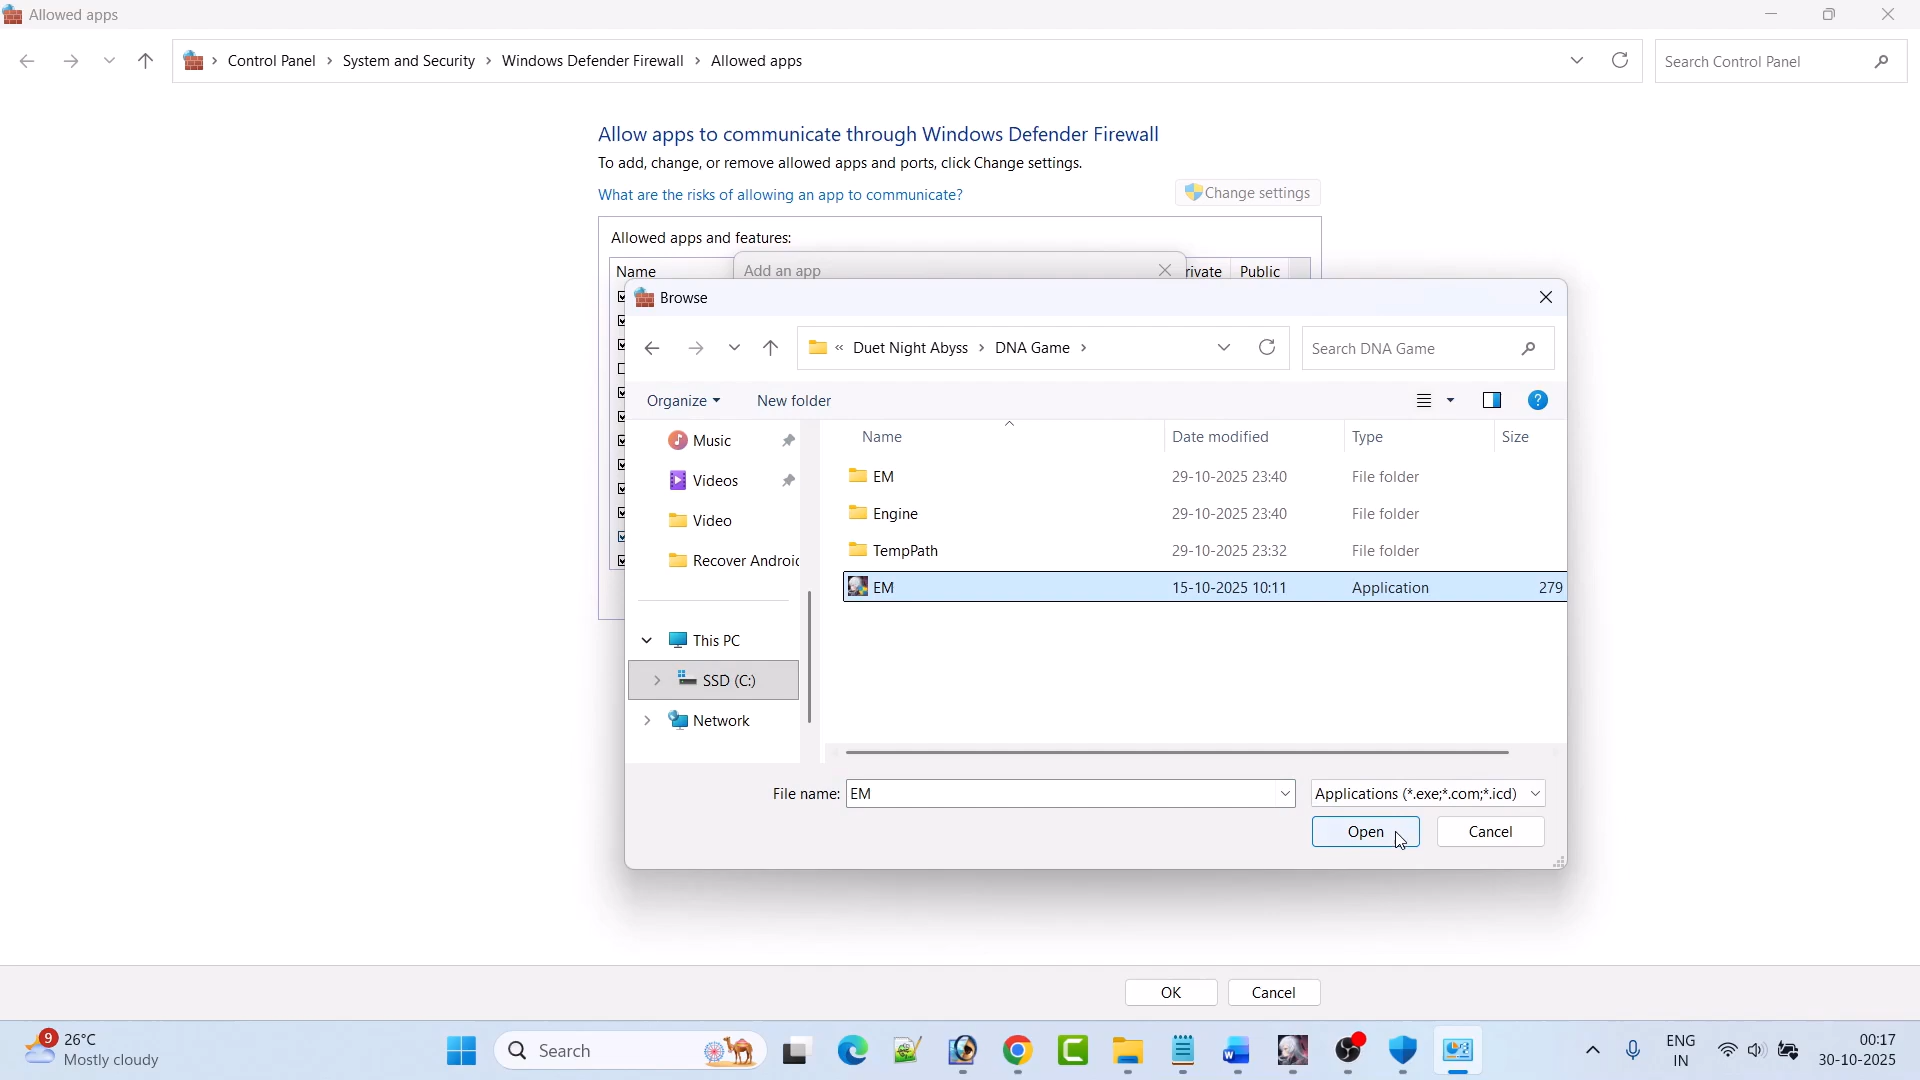 Allowed apps
Control Panel › System and Security › Windows Defender Firewall › Allowed apps
Search Control Panel
Allow apps to communicate through Windows Defender Firewall
To add, change, or remove allowed apps and ports, click Change settings.
What are the risks of allowing an app to communicate?
Change settings
Allowed apps and features:
Name
Add an app
rivate
Public
Browse
« Duet Night Abyss › DNA Game ›
Search DNA Game
Organize
New folder
Music
Videos
Video
Recover Androic
This PC
SSD (C:)
Network
Name Date modified Type Size
EM 29-10-2025 23:40 File folder
Engine 29-10-2025 23:40 File folder
TempPath 29-10-2025 23:32 File folder
EM 15-10-2025 10:11 Application 279
File name: EM
Applications (*.exe;*.com;*.icd)
Open
Cancel
OK
Cancel
9
26°C
Mostly cloudy
Search
ENG
IN
00:17
30-10-2025